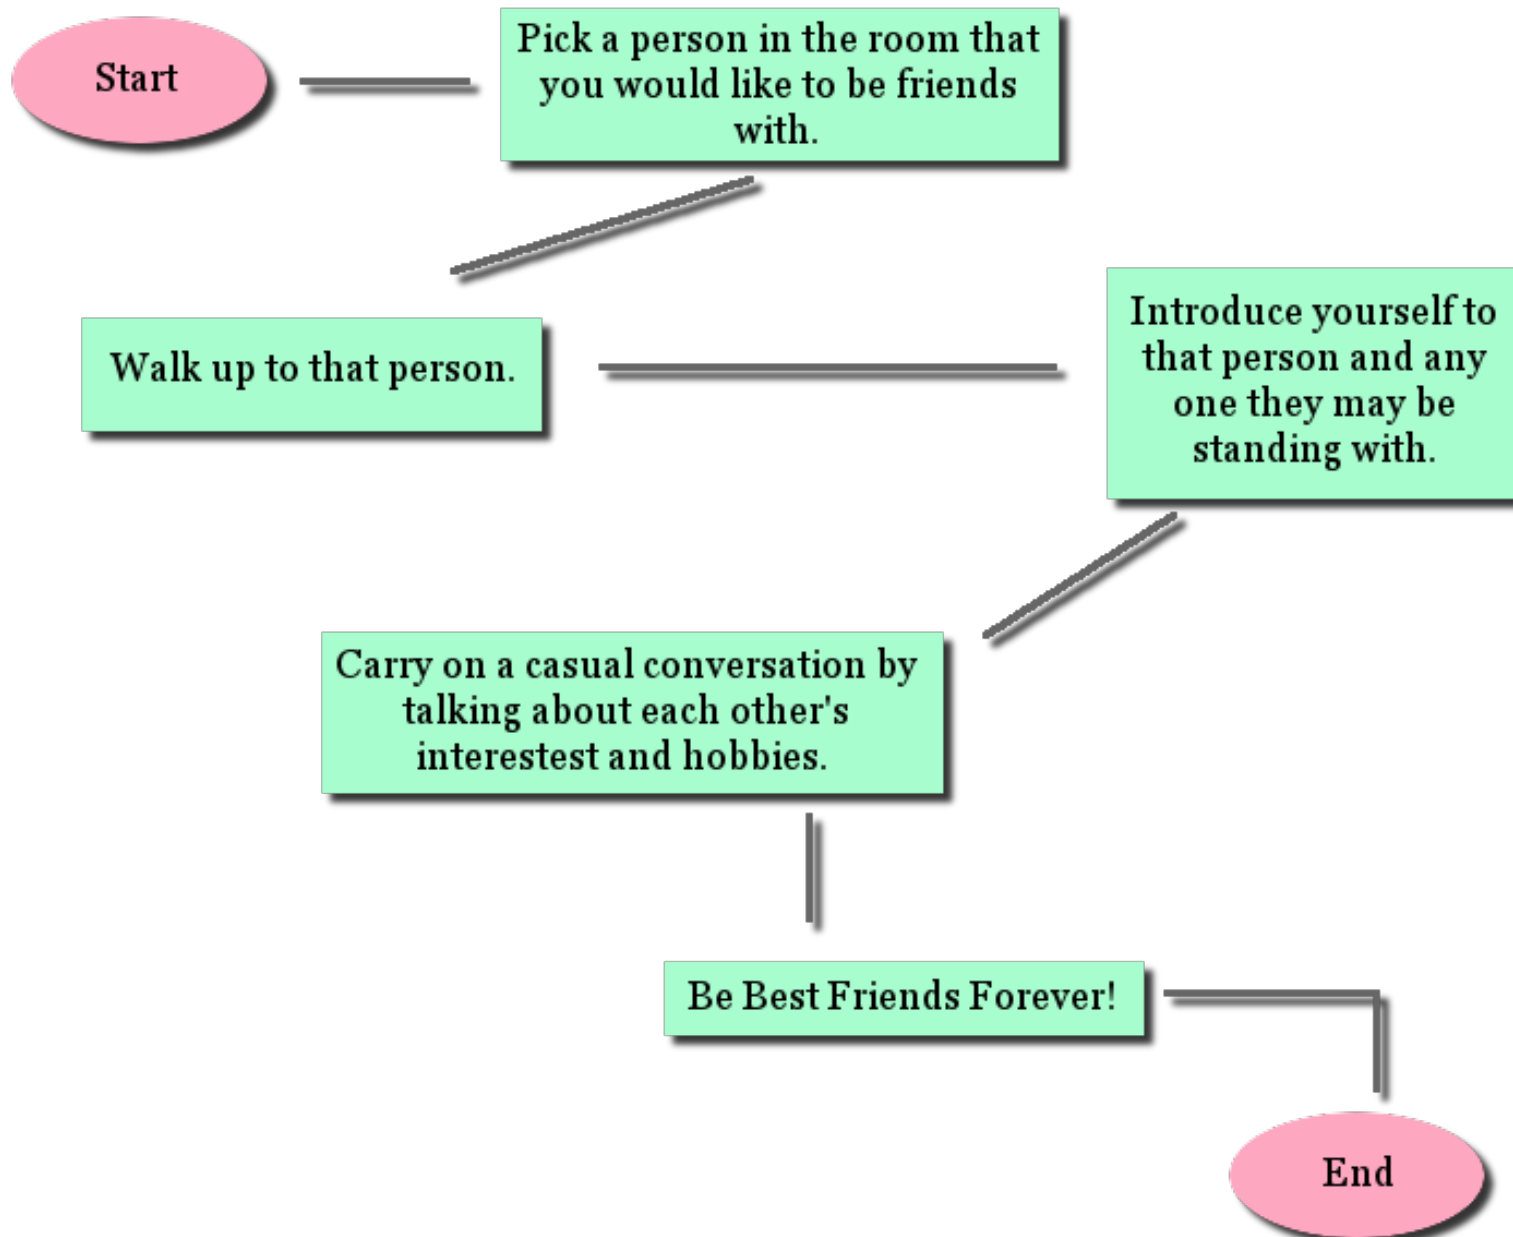 Start
Pick a person in the room that
you would like to be friends
with.
Walk up to that person.
Introduce yourself to
that person and any
one they may be
standing with.
Carry on a casual conversation by
talking about each other's
interestest and hobbies.
Be Best Friends Forever!
End